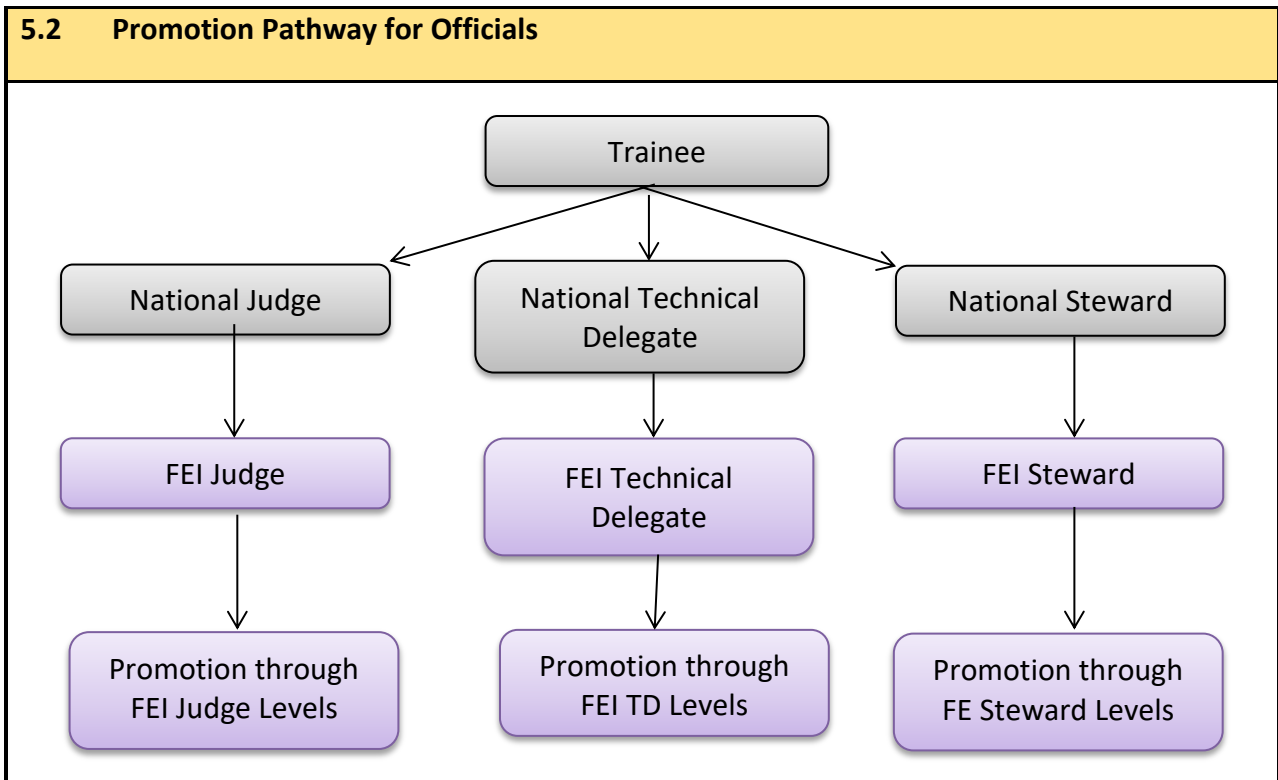 5.2 Promotion Pathway for Officials
Trainee
National Judge
National Technical
Delegate
National Steward
FEI Judge
FEI Technical
Delegate
FEI Steward
Promotion through
FEI Judge Levels
Promotion through
FEI TD Levels
Promotion through
FE Steward Levels